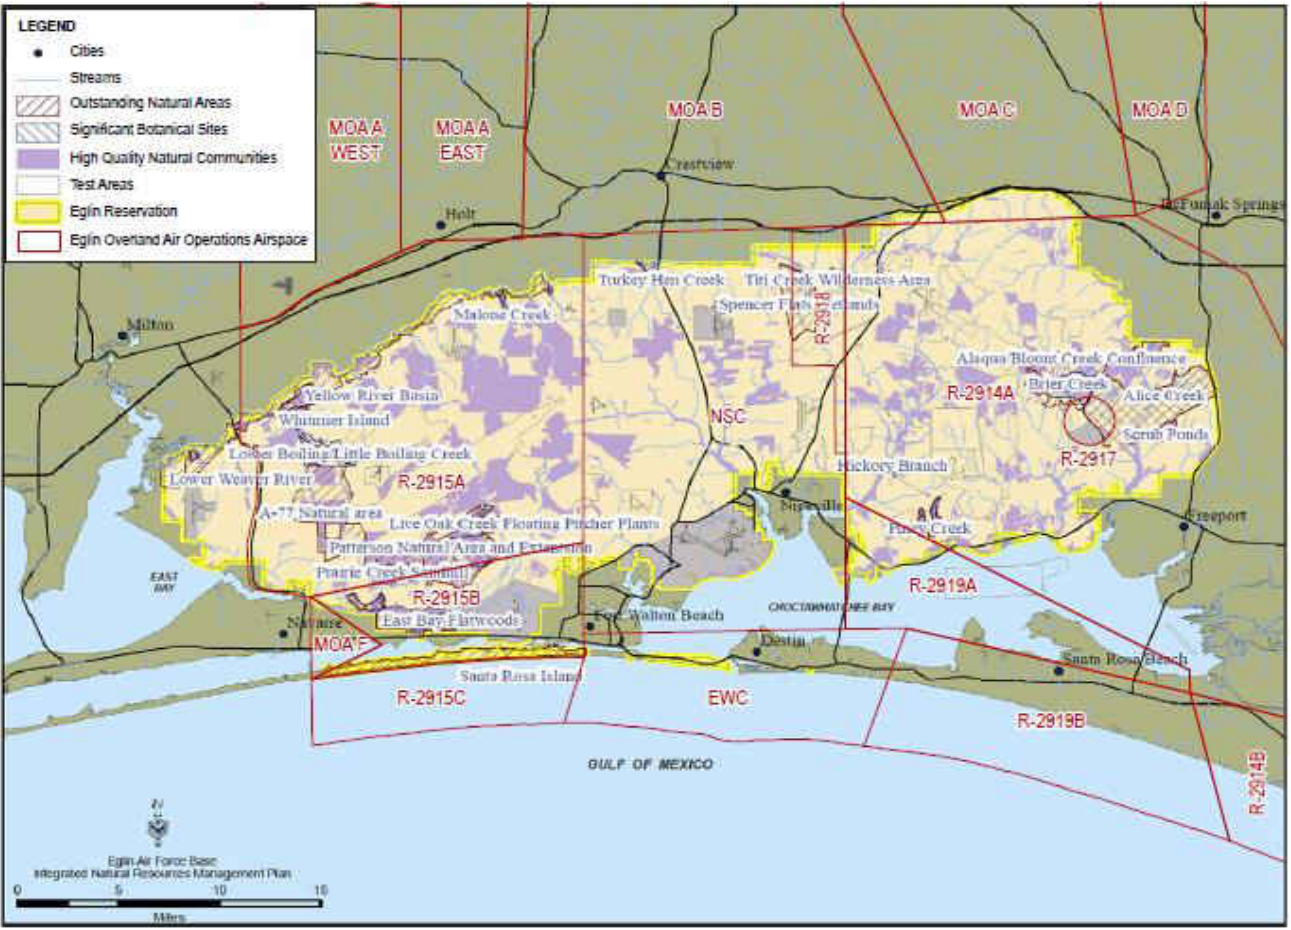 LEGEND
Cities
Streams
Outstanding Natural Areas
Significant Botanical Sites
High Quality Natural Communities
Test Areas
Eglin Reservation
Eglin Overland Air Operations Airspace
MOA A
WEST
MOA A
EAST
MOA B
MOA C
MOA D
Crestview
Holt
DeFuniak Springs
Milton
Turkey Hen Creek
Titi Creek Wilderness Area
Spencer Flats Wetlands
R-2918
Malone Creek
Alaqua Blount Creek Confluence
Brier Creek
Alice Creek
R-2914A
Yellow River Basin
Whitmier Island
NSC
Scrub Ponds
R-2917
Lower Boiling/Little Boiling Creek
Lower Weaver River
R-2915A
Hickory Branch
A-77 Natural area
Niceville
Freeport
Live Oak Creek Floating Pitcher Plants
Piney Creek
Patterson Natural Area and Extension
EAST
BAY
Prairie Creek
R-2915B
R-2919A
CHOCTAWHATCHEE BAY
East Bay Flatwoods
Fort Walton Beach
Navarre
MOA F
Destin
Santa Rosa Beach
Santa Rosa Island
R-2915C
EWC
R-2919B
GULF OF MEXICO
R-2914B
N
Eglin Air Force Base
Integrated Natural Resources Management Plan
0 5 10 15
Miles